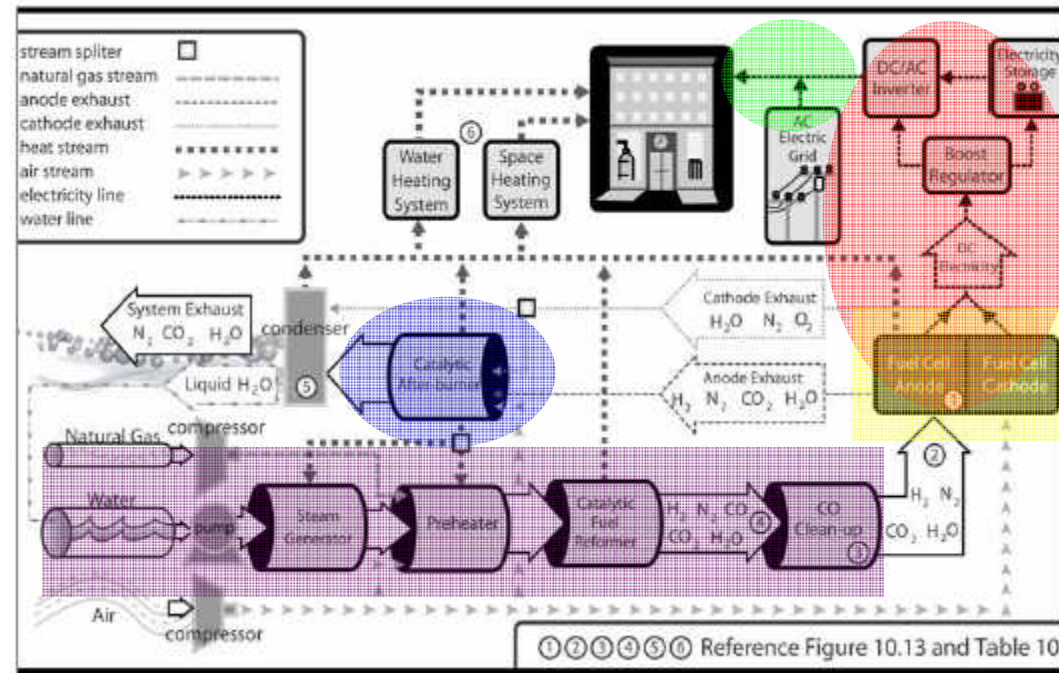 stream spliter
natural gas stream
anode exhaust
cathode exhaust
heat stream
air stream
electricity line
water line
⑥
Water
Heating
System
Space
Heating
System
DC/AC
Inverter
Electricity
Storage
AC
Electric
Grid
Boost
Regulator
DC
Electricity
System Exhaust
N₂ CO₂ H₂O
condenser
⑤
Liquid H₂O
Catalytic
After-burner
Cathode Exhaust
H₂O N₂ O₂
Anode Exhaust
H₂ N₂ CO₂ H₂O
Fuel Cell
Anode
Fuel Cell
Cathode
①
②
H₂ N₂
CO₂ H₂O
Natural Gas
compressor
Water
pump
Steam
Generator
Preheater
Catalytic
Fuel
Reformer
H₂ N₂ CO
CO₂ H₂O
④
CO
Clean-up
③
Air
compressor
①②③④⑤⑥ Reference Figure 10.13 and Table 10